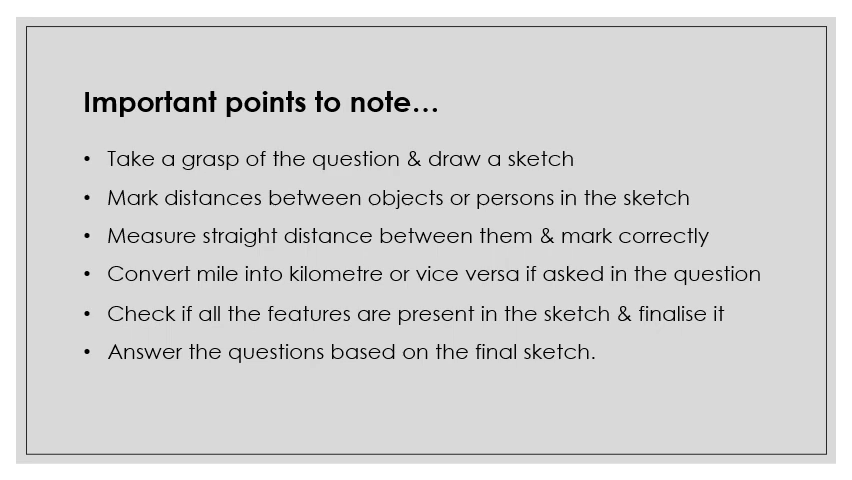 Important points to note...
• Take a grasp of the question & draw a sketch
• Mark distances between objects or persons in the sketch
• Measure straight distance between them & mark correctly
• Convert mile into kilometre or vice versa if asked in the question
• Check if all the features are present in the sketch & finalise it
• Answer the questions based on the final sketch.